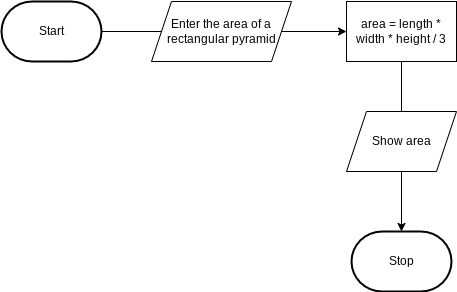 Start
Enter the area of a
rectangular pyramid
area = length *
width * height / 3
Show area
Stop